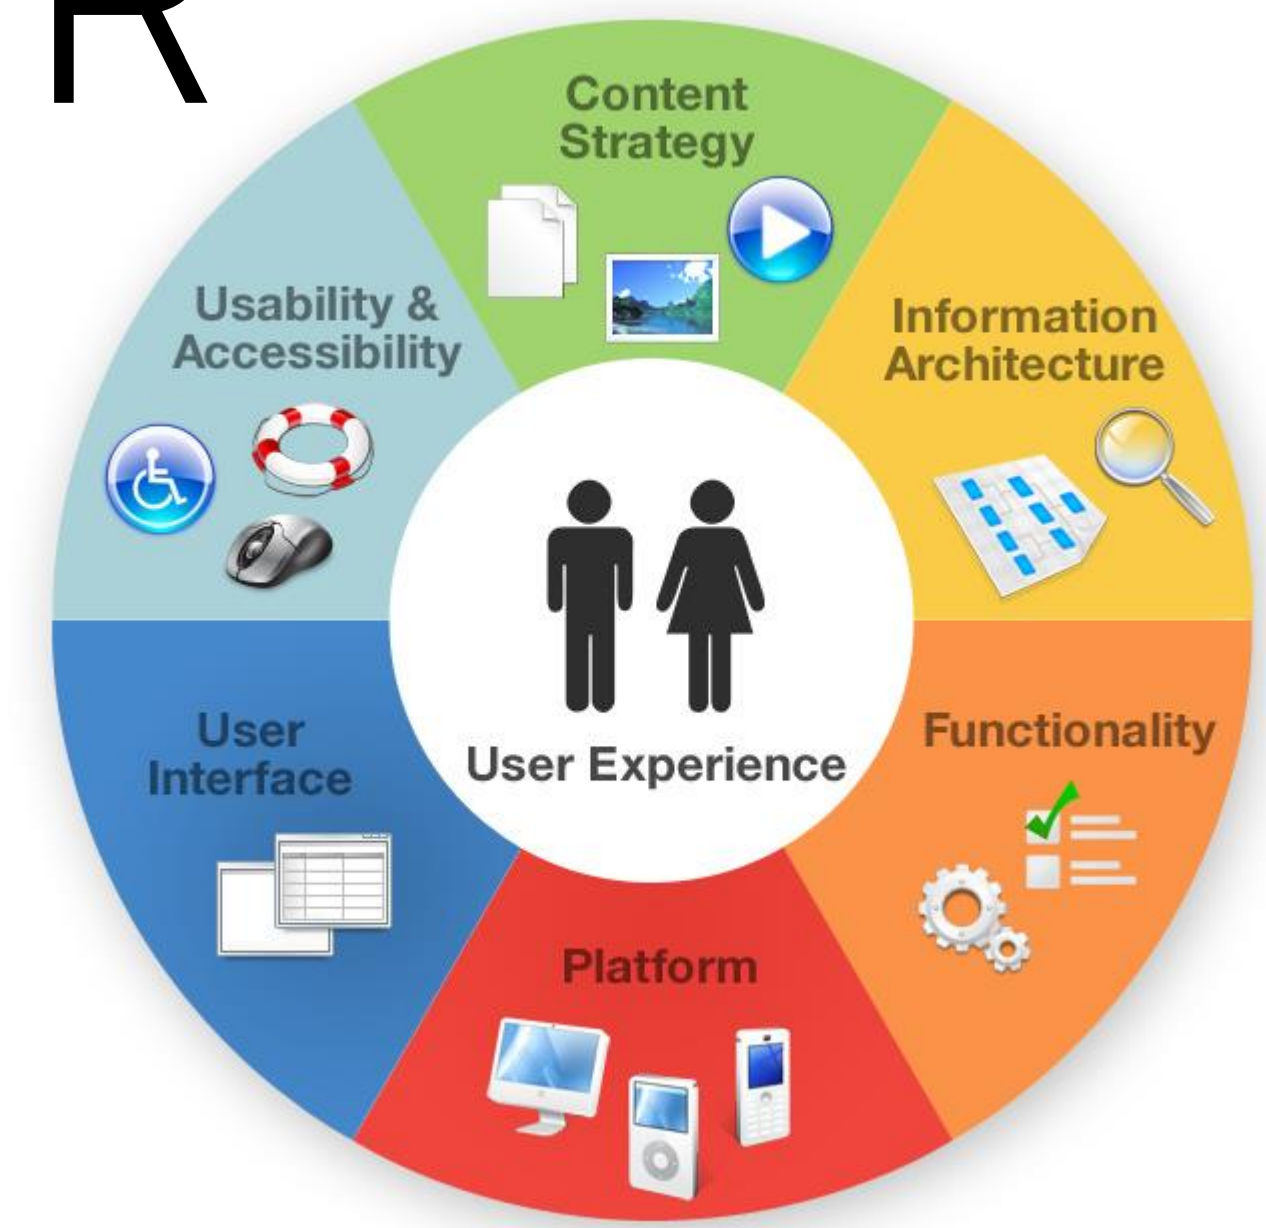 R
Content
Strategy
Usability &
Accessibility
Information
Architecture
User
Interface
User Experience
Functionality
Platform